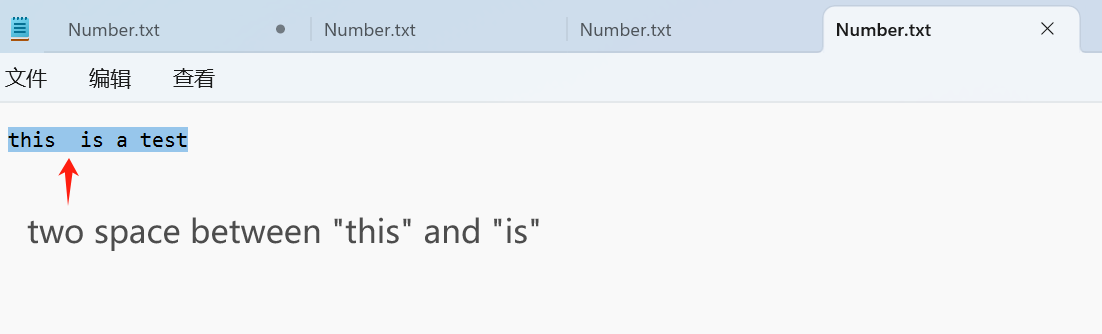 Number.txt Number.txt Number.txt Number.txt
文件 编辑 查看
this  is a test
two space between "this" and "is"